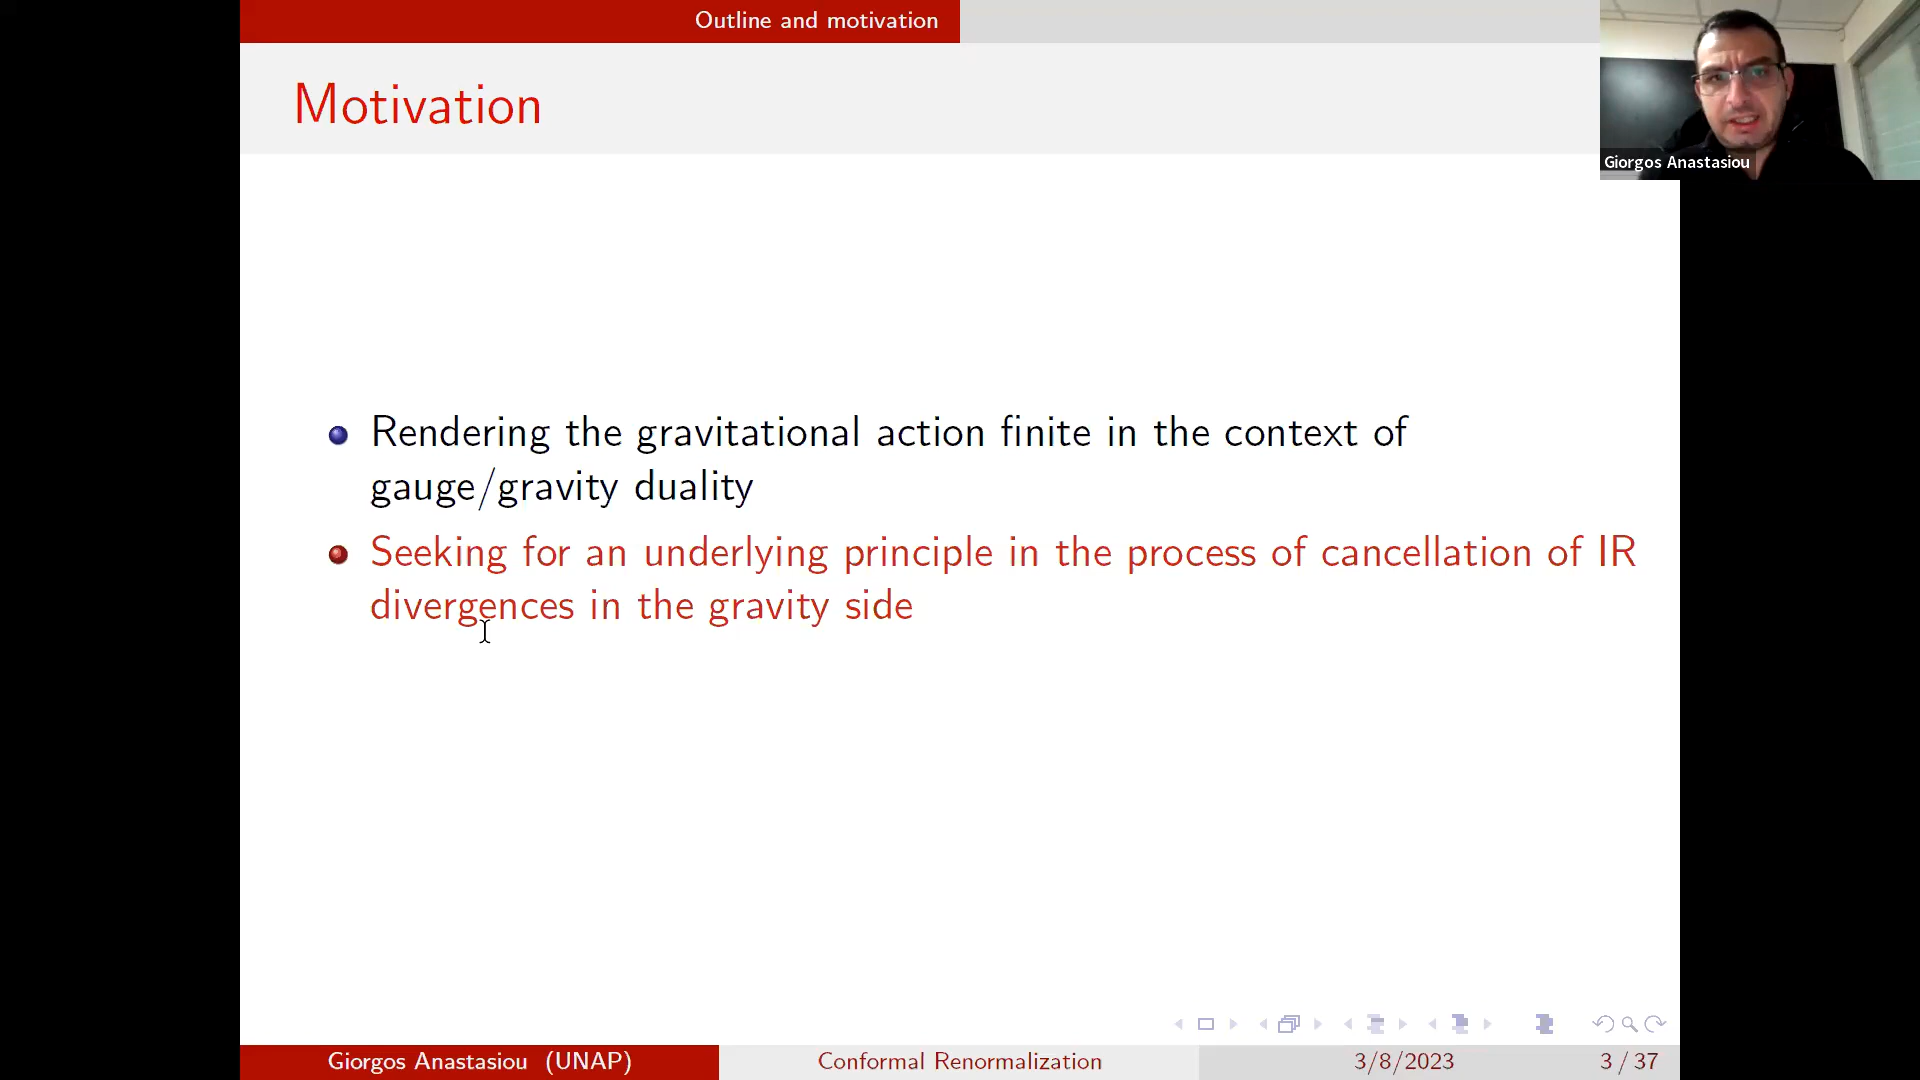 Outline and motivation
Motivation
Giorgos Anastasiou
Rendering the gravitational action finite in the context of
gauge/gravity duality
Seeking for an underlying principle in the process of cancellation of IR
divergences in the gravity side
Giorgos Anastasiou (UNAP)
Conformal Renormalization
3/8/2023
3 / 37